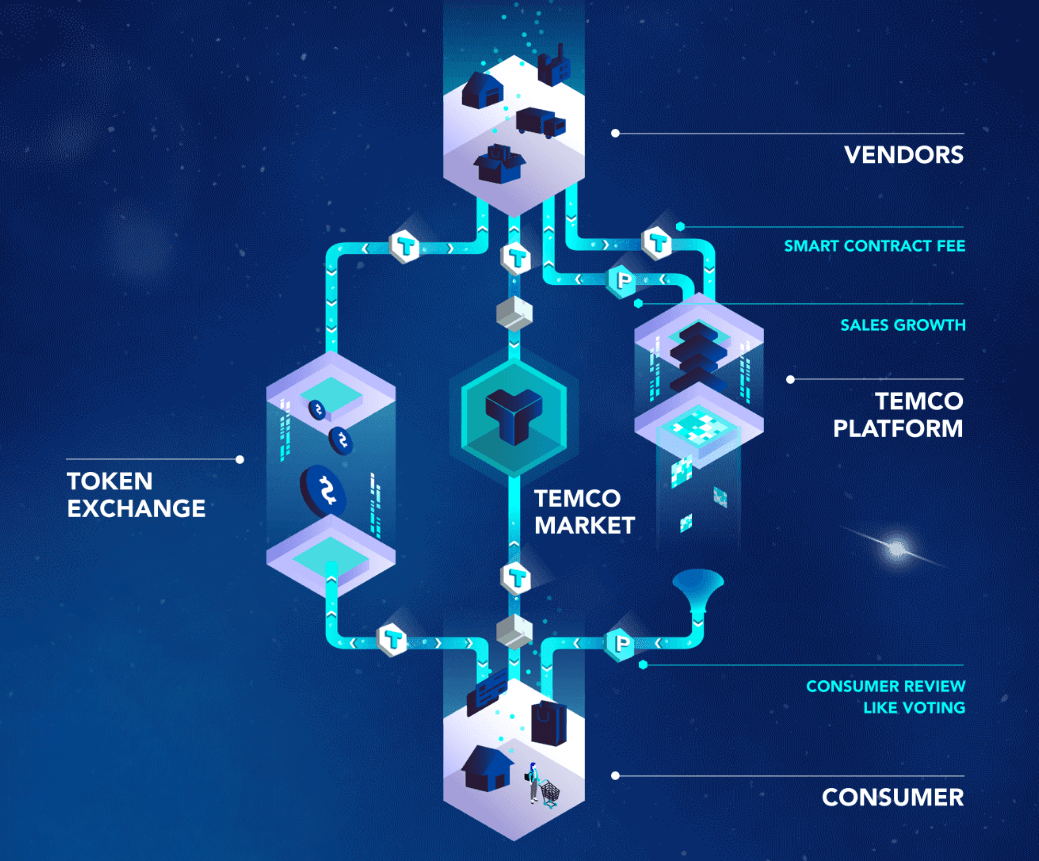 VENDORS
T
T
T
SMART CONTRACT FEE
P
SALES GROWTH
TEMCO
PLATFORM
TOKEN
EXCHANGE
TEMCO
MARKET
T
T
P
CONSUMER REVIEW
LIKE VOTING
CONSUMER